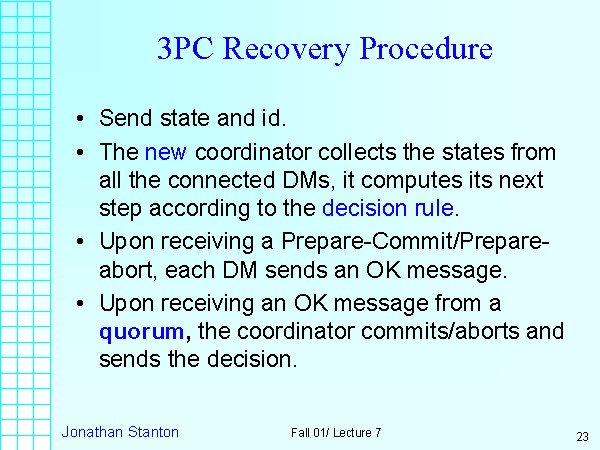 3PC Recovery Procedure
• Send state and id.
• The new coordinator collects the states from
all the connected DMs, it computes its next
step according to the decision rule.
• Upon receiving a Prepare-Commit/Prepare-
abort, each DM sends an OK message.
• Upon receiving an OK message from a
quorum, the coordinator commits/aborts and
sends the decision.
Jonathan Stanton
Fall 01/ Lecture 7
23